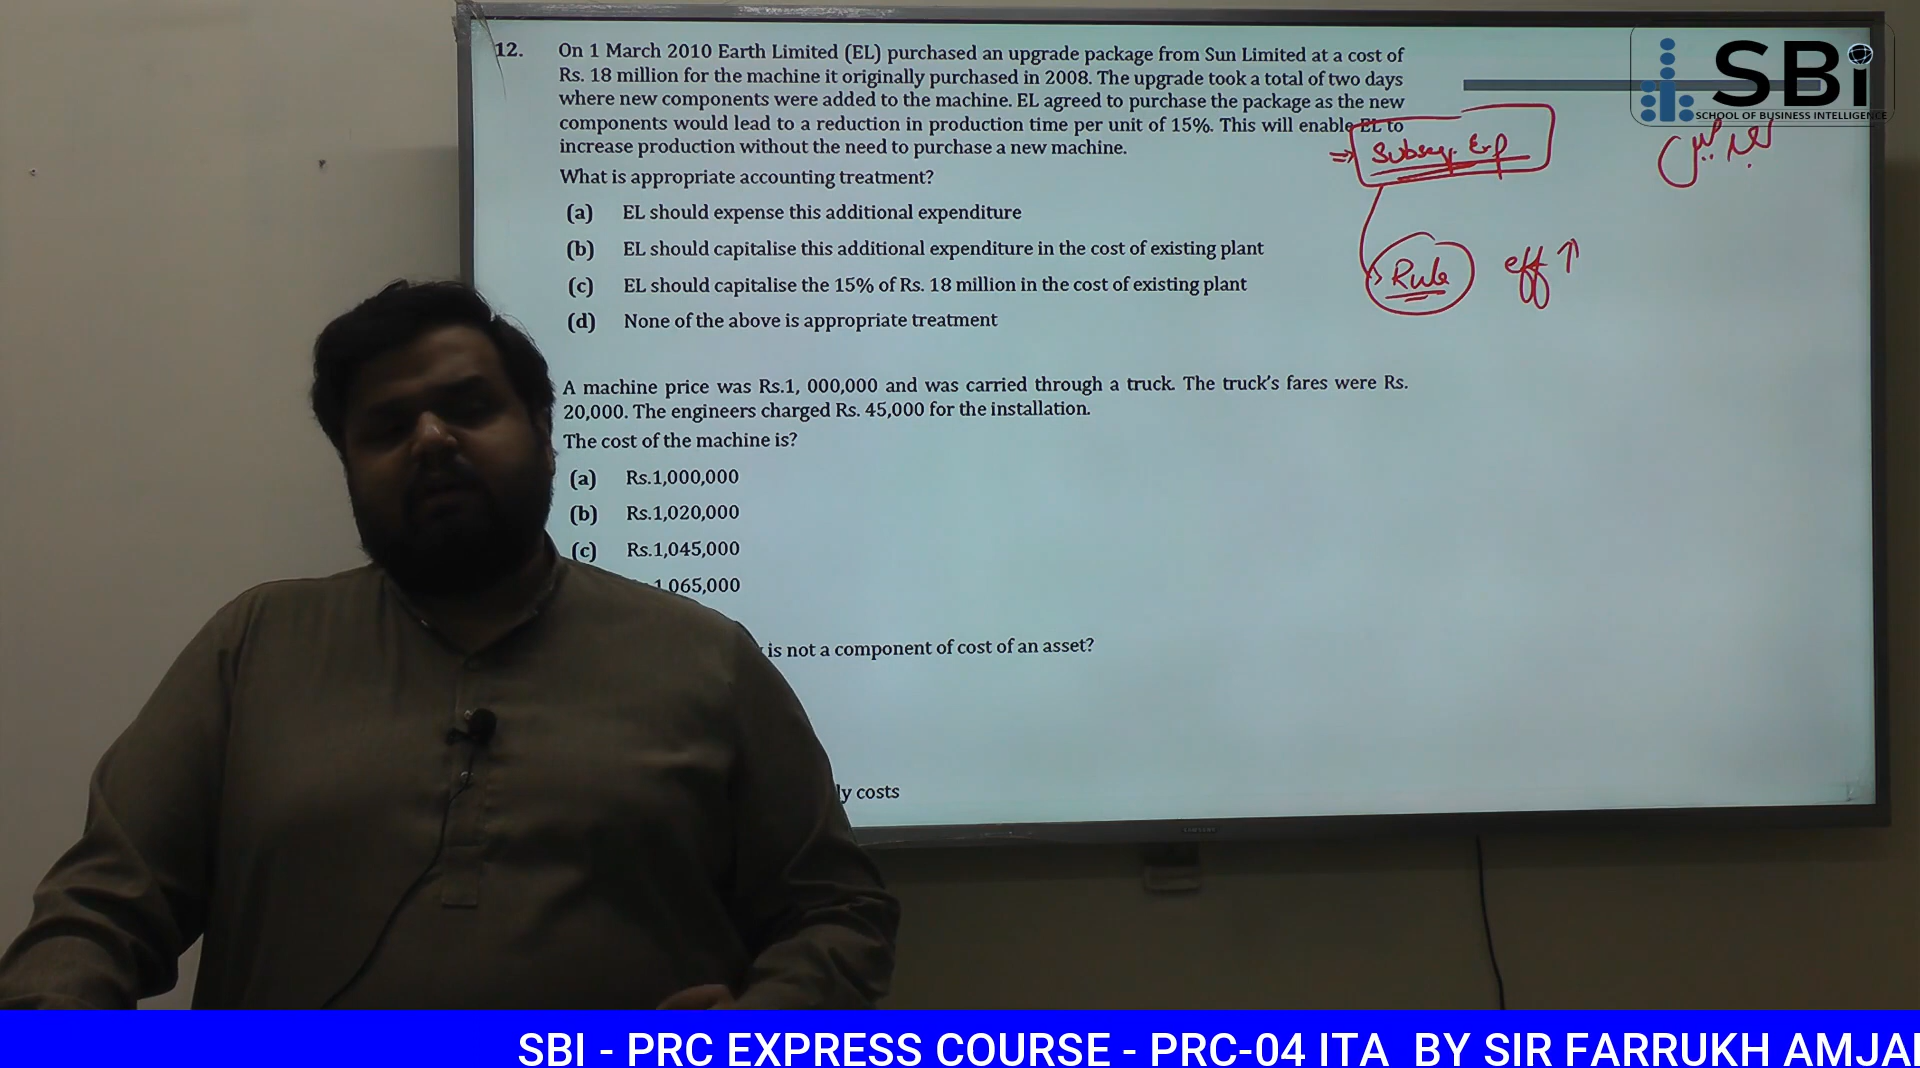 12. On 1 March 2010 Earth Limited (EL) purchased an upgrade package from Sun Limited at a cost of
Rs. 18 million for the machine it originally purchased in 2008. The upgrade took a total of two days
where new components were added to the machine. EL agreed to purchase the package as the new
components would lead to a reduction in production time per unit of 15%. This will enable EL to
increase production without the need to purchase a new machine.
What is appropriate accounting treatment?
(a) EL should expense this additional expenditure
(b) EL should capitalise this additional expenditure in the cost of existing plant
(c) EL should capitalise the 15% of Rs. 18 million in the cost of existing plant
(d) None of the above is appropriate treatment
A machine price was Rs.1, 000,000 and was carried through a truck. The truck's fares were Rs.
20,000. The engineers charged Rs. 45,000 for the installation.
The cost of the machine is?
(a) Rs.1,000,000
(b) Rs.1,020,000
(c) Rs.1,045,000
1,065,000
is not a component of cost of an asset?
costs
SBi
SCHOOL OF BUSINESS INTELLIGENCE
⇒ Subseq. Exp
Rule eff ↑
SBI - PRC EXPRESS COURSE - PRC-04 ITA BY SIR FARRUKH